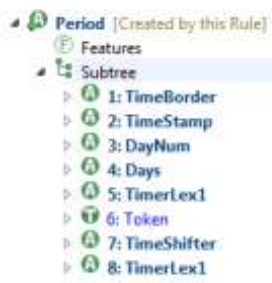 Period [Created by this Rule]
Features
Subtree
1: TimeBorder
2: TimeStamp
3: DayNum
4: Days
5: TimerLex1
6: Token
7: TimeShifter
8: TimerLex1